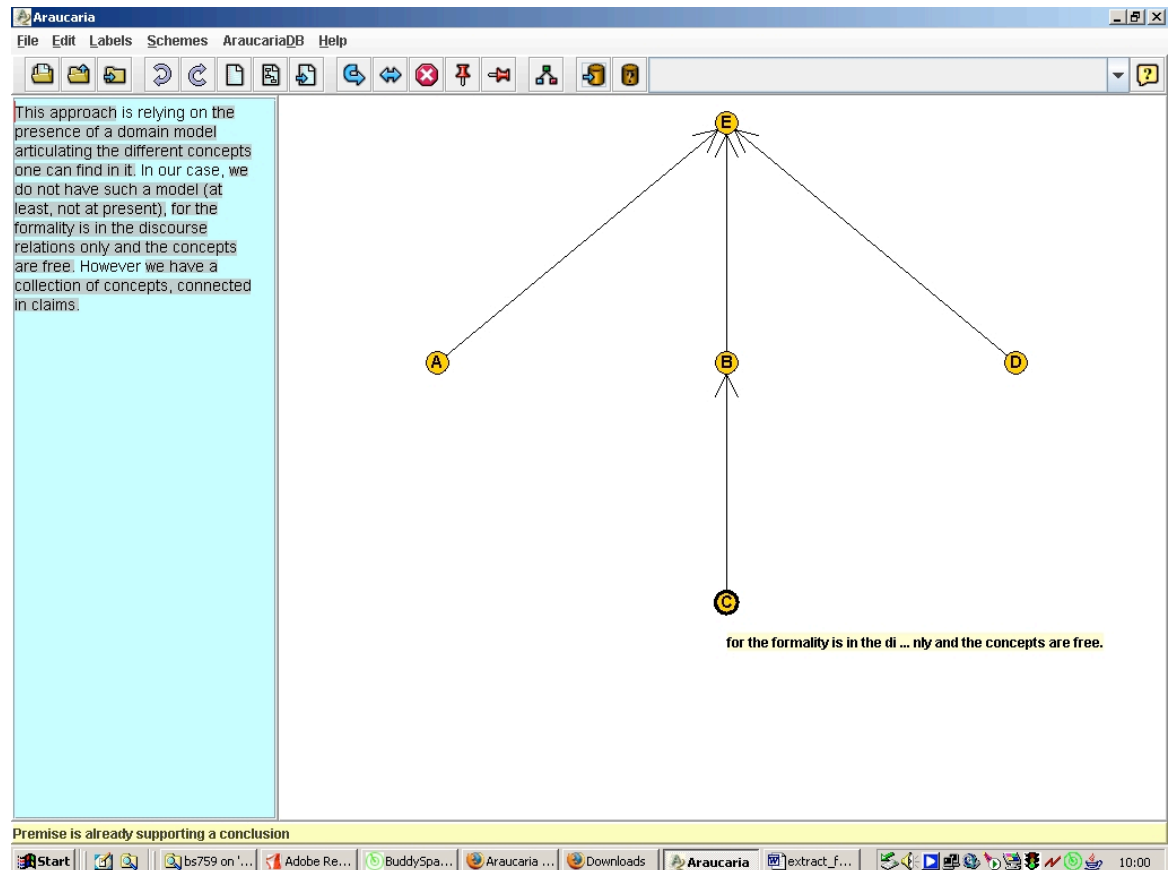 Araucaria
File Edit Labels Schemes AraucariaDB Help
This approach is relying on the
presence of a domain model
articulating the different concepts
one can find in it. In our case, we
do not have such a model (at
least, not at present), for the
formality is in the discourse
relations only and the concepts
are free. However we have a
collection of concepts, connected
in claims.
E
A
B
D
C
for the formality is in the di ... nly and the concepts are free.
Premise is already supporting a conclusion
Start bs759 on '... Adobe Re... BuddySpa... Araucaria ... Downloads Araucaria extract_f... 10:00